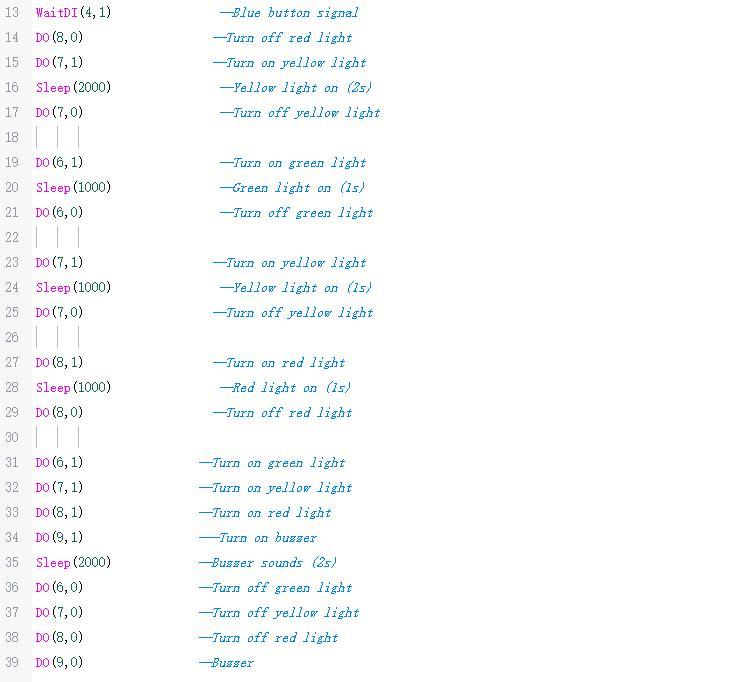 13 WaitDI(4,1) --Blue button signal
14 DO(8,0) --Turn off red light
15 DO(7,1) --Turn on yellow light
16 Sleep(2000) --Yellow light on (2s)
17 DO(7,0) --Turn off yellow light
18
19 DO(6,1) --Turn on green light
20 Sleep(1000) --Green light on (1s)
21 DO(6,0) --Turn off green light
22
23 DO(7,1) --Turn on yellow light
24 Sleep(1000) --Yellow light on (1s)
25 DO(7,0) --Turn off yellow light
26
27 DO(8,1) --Turn on red light
28 Sleep(1000) --Red light on (1s)
29 DO(8,0) --Turn off red light
30
31 DO(6,1) --Turn on green light
32 DO(7,1) --Turn on yellow light
33 DO(8,1) --Turn on red light
34 DO(9,1) ---Turn on buzzer
35 Sleep(2000) --Buzzer sounds (2s)
36 DO(6,0) --Turn off green light
37 DO(7,0) --Turn off yellow light
38 DO(8,0) --Turn off red light
39 DO(9,0) --Buzzer